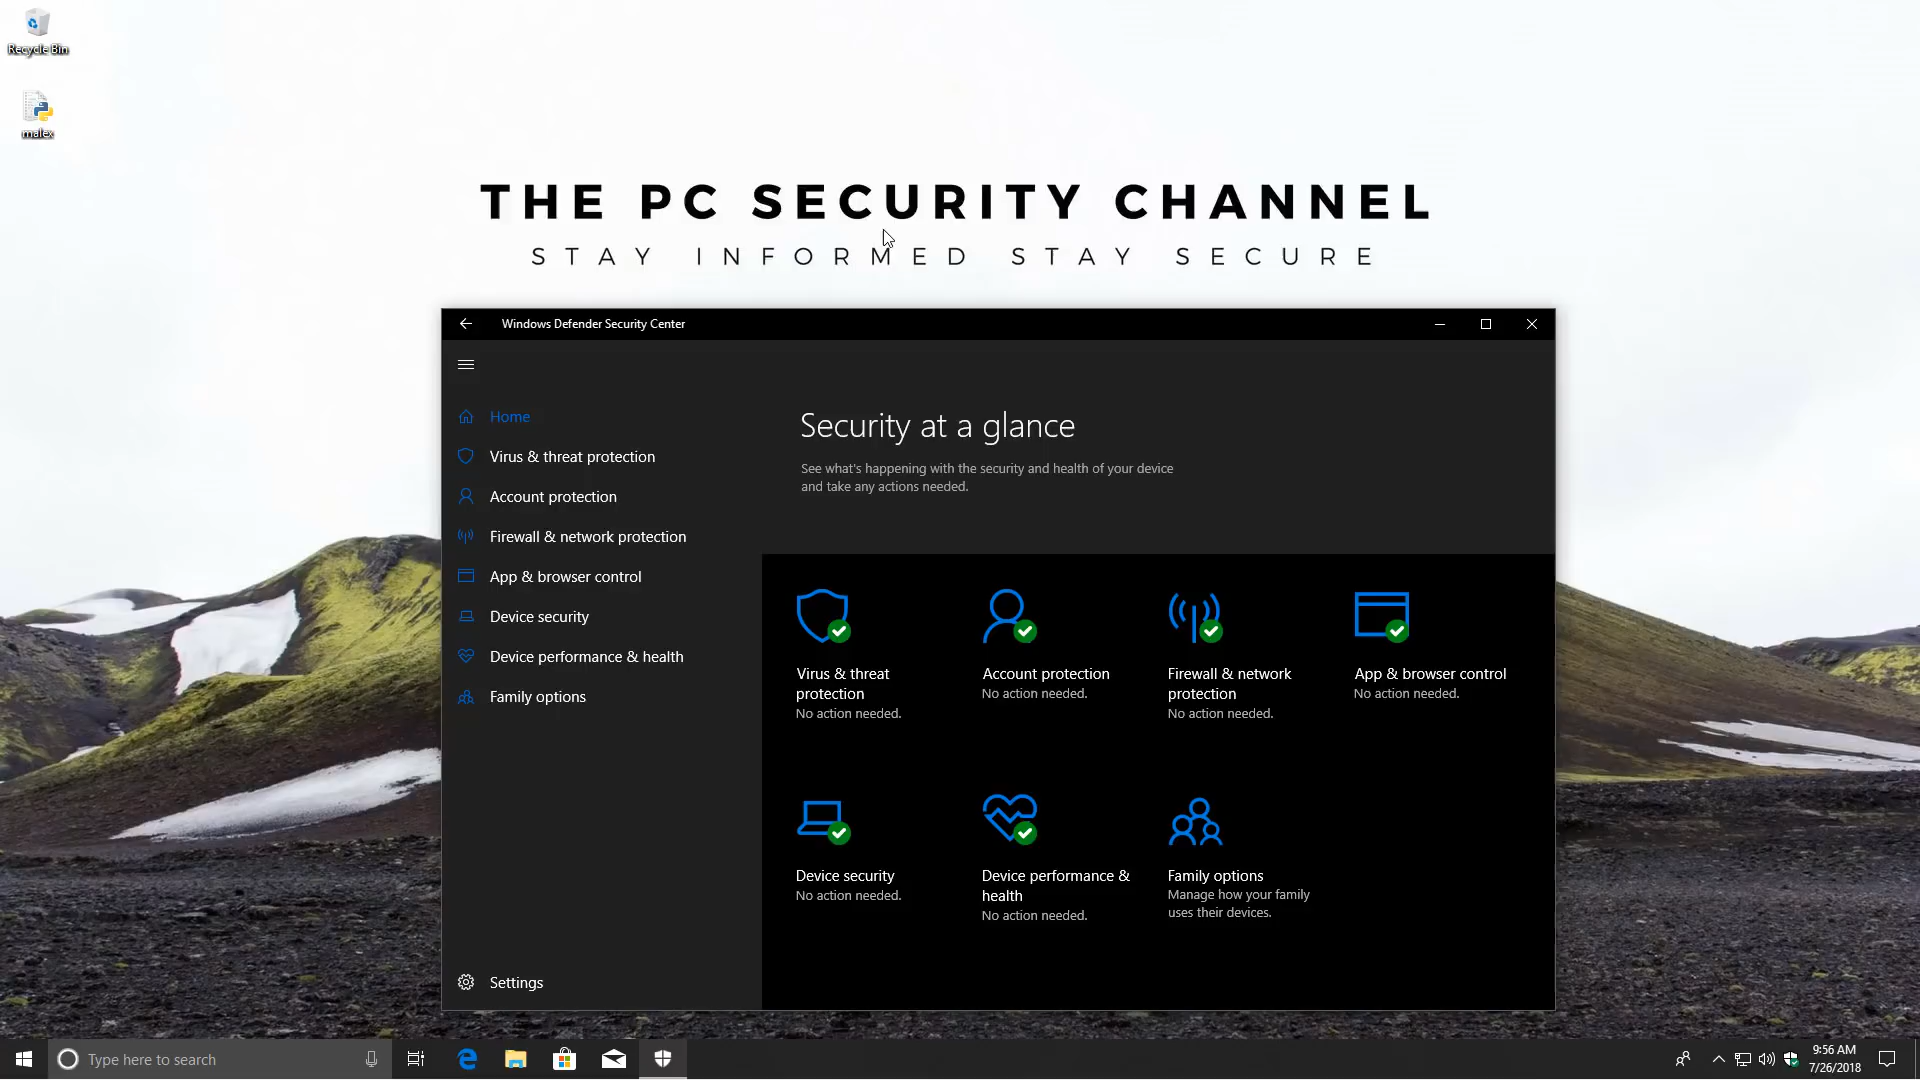 Recycle Bin
malex
THE PC SECURITY CHANNEL
STAY INFORMED STAY SECURE
Windows Defender Security Center
Home
Virus & threat protection
Account protection
Firewall & network protection
App & browser control
Device security
Device performance & health
Family options
Settings
Security at a glance
See what's happening with the security and health of your device
and take any actions needed.
Virus & threat
protection
No action needed.
Account protection
No action needed.
Firewall & network
protection
No action needed.
App & browser control
No action needed.
Device security
No action needed.
Device performance &
health
No action needed.
Family options
Manage how your family
uses their devices.
Type here to search
9:56 AM
7/26/2018